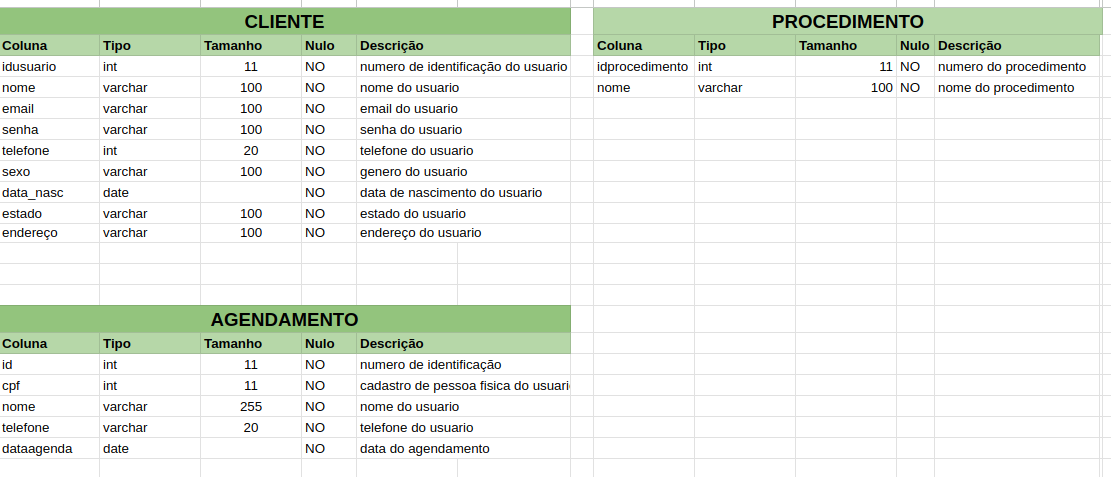 CLIENTE
Coluna Tipo Tamanho Nulo Descrição
idusuario int 11 NO numero de identificação do usuario
nome varchar 100 NO nome do usuario
email varchar 100 NO email do usuario
senha varchar 100 NO senha do usuario
telefone int 20 NO telefone do usuario
sexo varchar 100 NO genero do usuario
data_nasc date NO data de nascimento do usuario
estado varchar 100 NO estado do usuario
endereço varchar 100 NO endereço do usuario
PROCEDIMENTO
Coluna Tipo Tamanho Nulo Descrição
idprocedimento int 11 NO numero do procedimento
nome varchar 100 NO nome do procedimento
AGENDAMENTO
Coluna Tipo Tamanho Nulo Descrição
id int 11 NO numero de identificação
cpf int 11 NO cadastro de pessoa fisica do usuari
nome varchar 255 NO nome do usuario
telefone varchar 20 NO telefone do usuario
dataagenda date NO data do agendamento